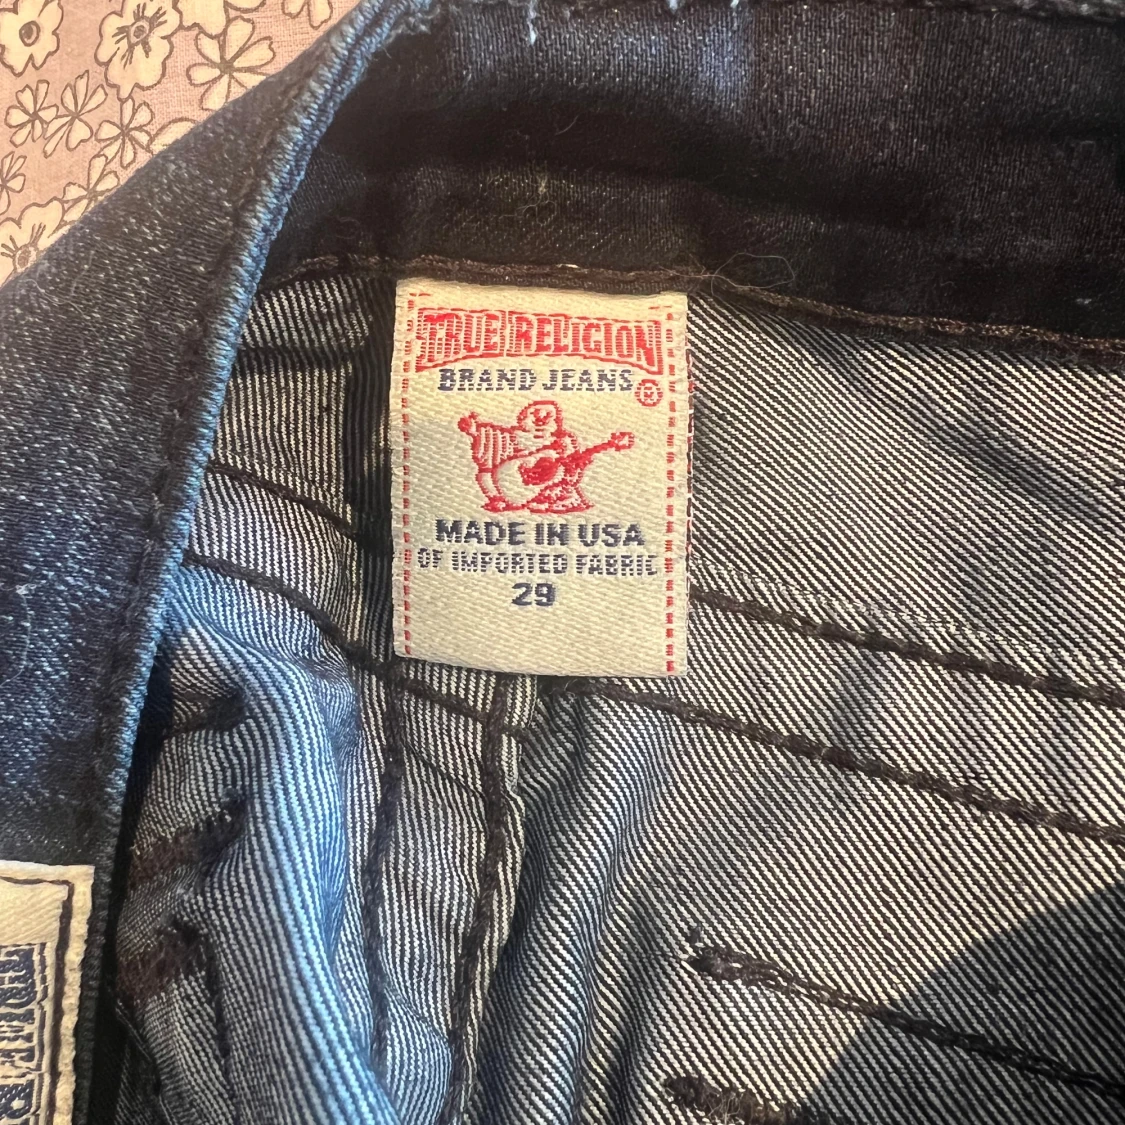 TRUE RELIGION
BRAND JEANS ®
MADE IN USA
OF IMPORTED FABRIC
29